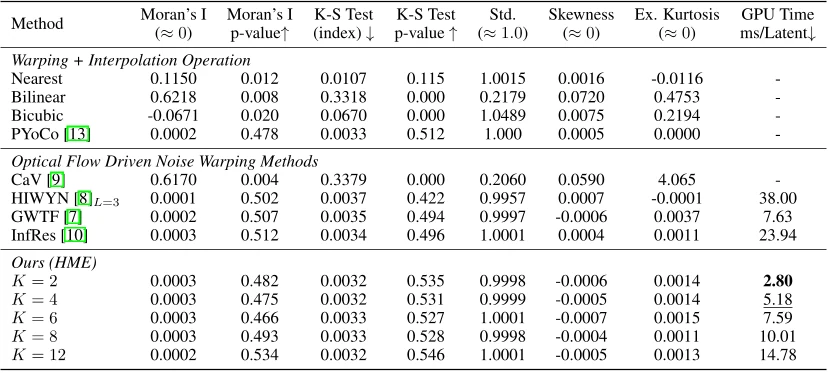 Method Moran's I Moran's I K-S Test K-S Test Std. Skewness Ex. Kurtosis GPU Time
(≈ 0) p-value↑ (index) ↓ p-value ↑ (≈ 1.0) (≈ 0) (≈ 0) ms/Latent↓
Warping + Interpolation Operation
Nearest 0.1150 0.012 0.0107 0.115 1.0015 0.0016 -0.0116 -
Bilinear 0.6218 0.008 0.3318 0.000 0.2179 0.0720 0.4753 -
Bicubic -0.0671 0.020 0.0670 0.000 1.0489 0.0075 0.2194 -
PYoCo [13] 0.0002 0.478 0.0033 0.512 1.000 0.0005 0.0000 -
Optical Flow Driven Noise Warping Methods
CaV [9] 0.6170 0.004 0.3379 0.000 0.2060 0.0590 4.065 -
HIWYN [8]L=3 0.0001 0.502 0.0037 0.422 0.9957 0.0007 -0.0001 38.00
GWTF [7] 0.0002 0.507 0.0035 0.494 0.9997 -0.0006 0.0037 7.63
InfRes [10] 0.0003 0.512 0.0034 0.496 1.0001 0.0004 0.0011 23.94
Ours (HME)
K = 2 0.0003 0.482 0.0032 0.535 0.9998 -0.0006 0.0014 2.80
K = 4 0.0003 0.475 0.0032 0.531 0.9999 -0.0005 0.0014 5.18
K = 6 0.0003 0.466 0.0033 0.527 1.0001 -0.0007 0.0015 7.59
K = 8 0.0003 0.493 0.0033 0.528 0.9998 -0.0004 0.0011 10.01
K = 12 0.0002 0.534 0.0032 0.546 1.0001 -0.0005 0.0013 14.78